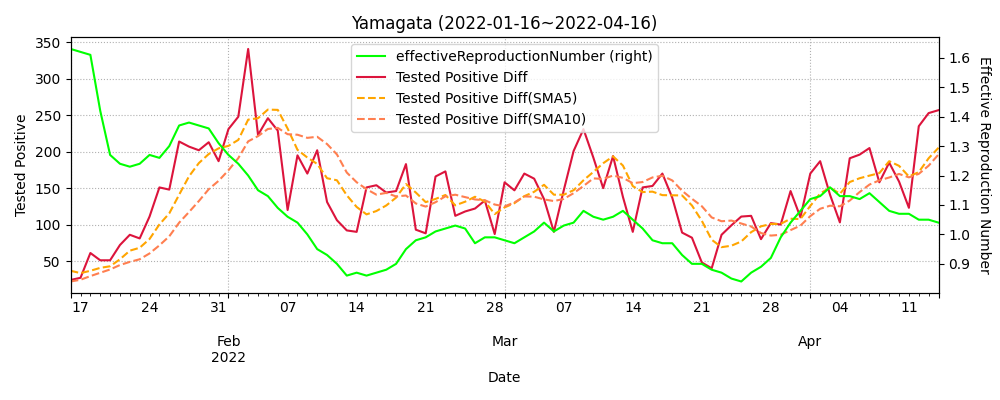 Yamagata (2022-01-16~2022-04-16)
effectiveReproductionNumber (right)
Tested Positive Diff
Tested Positive Diff(SMA5)
Tested Positive Diff(SMA10)
Tested Positive
350
300
250
200
150
100
50
1.6
1.5
1.4
1.3
1.2
1.1
1.0
0.9
Effective Reproduction Number
17 24 31 07 14 21 28 07 14 21 28 04 11
Feb Mar Apr
2022
Date